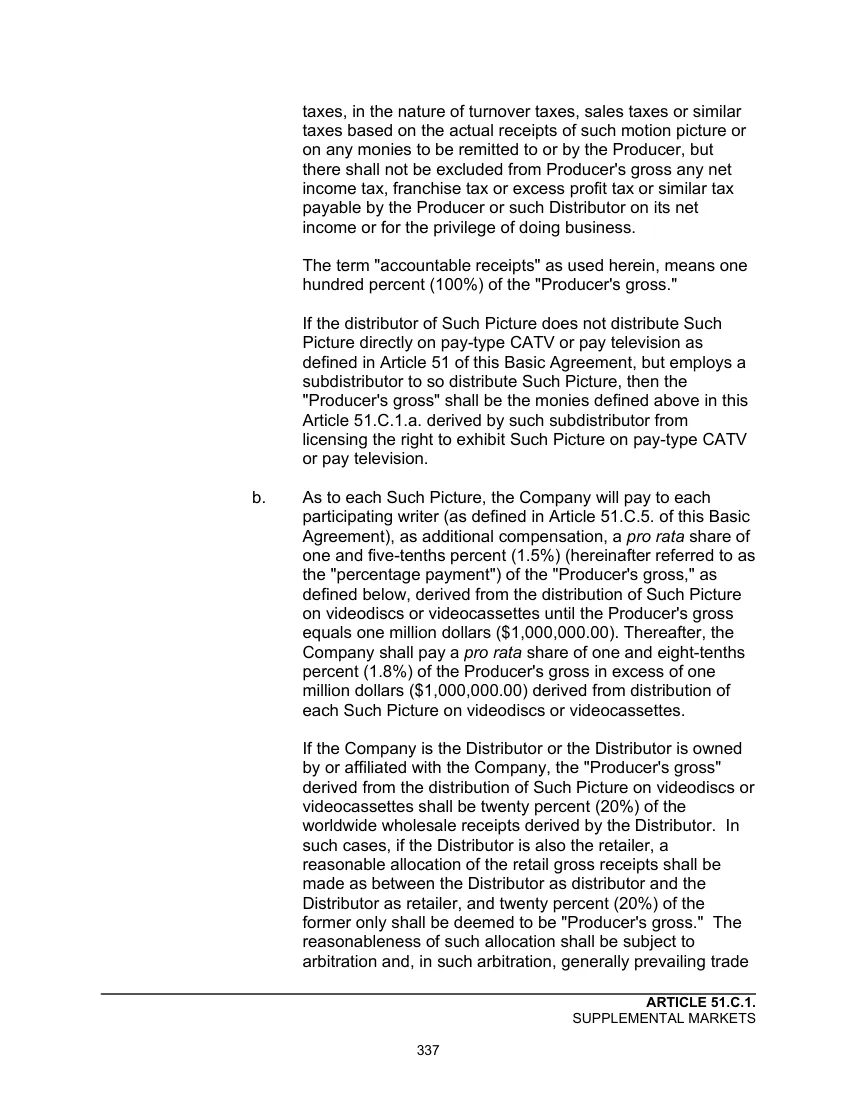 taxes, in the nature of turnover taxes, sales taxes or similar
taxes based on the actual receipts of such motion picture or
on any monies to be remitted to or by the Producer, but
there shall not be excluded from Producer's gross any net
income tax, franchise tax or excess profit tax or similar tax
payable by the Producer or such Distributor on its net
income or for the privilege of doing business.
The term "accountable receipts" as used herein, means one
hundred percent (100%) of the "Producer's gross."
If the distributor of Such Picture does not distribute Such
Picture directly on pay-type CATV or pay television as
defined in Article 51 of this Basic Agreement, but employs a
subdistributor to so distribute Such Picture, then the
"Producer's gross" shall be the monies defined above in this
Article 51.C.1.a. derived by such subdistributor from
licensing the right to exhibit Such Picture on pay-type CATV
or pay television.
b. As to each Such Picture, the Company will pay to each
participating writer (as defined in Article 51.C.5. of this Basic
Agreement), as additional compensation, a pro rata share of
one and five-tenths percent (1.5%) (hereinafter referred to as
the "percentage payment") of the "Producer's gross," as
defined below, derived from the distribution of Such Picture
on videodiscs or videocassettes until the Producer's gross
equals one million dollars ($1,000,000.00). Thereafter, the
Company shall pay a pro rata share of one and eight-tenths
percent (1.8%) of the Producer's gross in excess of one
million dollars ($1,000,000.00) derived from distribution of
each Such Picture on videodiscs or videocassettes.
If the Company is the Distributor or the Distributor is owned
by or affiliated with the Company, the "Producer's gross"
derived from the distribution of Such Picture on videodiscs or
videocassettes shall be twenty percent (20%) of the
worldwide wholesale receipts derived by the Distributor.  In
such cases, if the Distributor is also the retailer, a
reasonable allocation of the retail gross receipts shall be
made as between the Distributor as distributor and the
Distributor as retailer, and twenty percent (20%) of the
former only shall be deemed to be "Producer's gross."  The
reasonableness of such allocation shall be subject to
arbitration and, in such arbitration, generally prevailing trade
ARTICLE 51.C.1.
SUPPLEMENTAL MARKETS
337